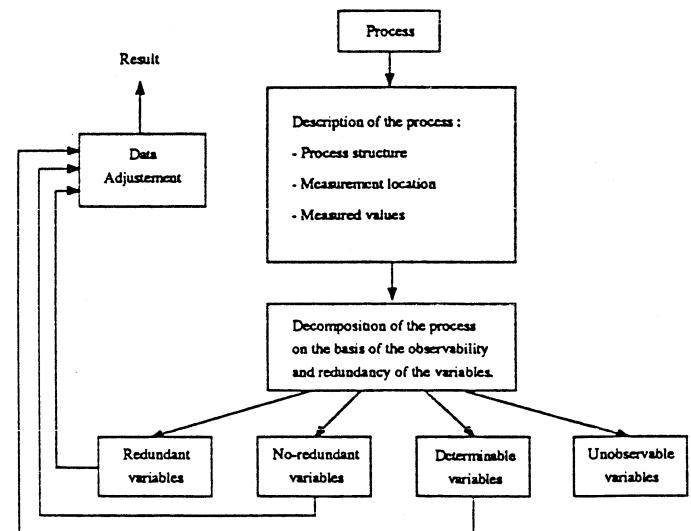 Process
Result
Description of the process :
- Process structure
- Measurement location
- Measured values
Data
Adjustement
Decomposition of the process
on the basis of the observability
and redundancy of the variables.
Redundant
variables
No-redundant
variables
Determinable
variables
Unobservable
variables